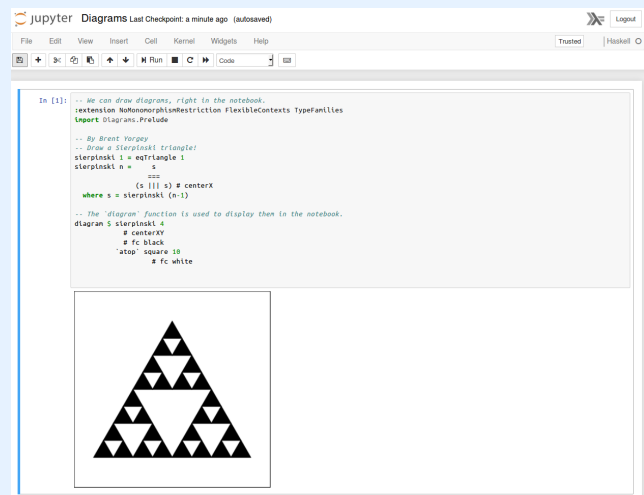 jupyter Diagrams Last Checkpoint: a minute ago (autosaved)
Logout
File Edit View Insert Cell Kernel Widgets Help
Trusted
Haskell
Run
Code
In [1]:
-- We can draw diagrams, right in the notebook.
:extension NoMonomorphismRestriction FlexibleContexts TypeFamilies
import Diagrams.Prelude

-- By Brent Yorgey
-- Draw a Sierpinski triangle!
sierpinski 1 = eqTriangle 1
sierpinski n =     s
                  ===
               (s ||| s) # centerX
  where s = sierpinski (n-1)

-- The `diagram` function is used to display them in the notebook.
diagram $ sierpinski 4
            # centerXY
            # fc black
          `atop` square 10
                   # fc white